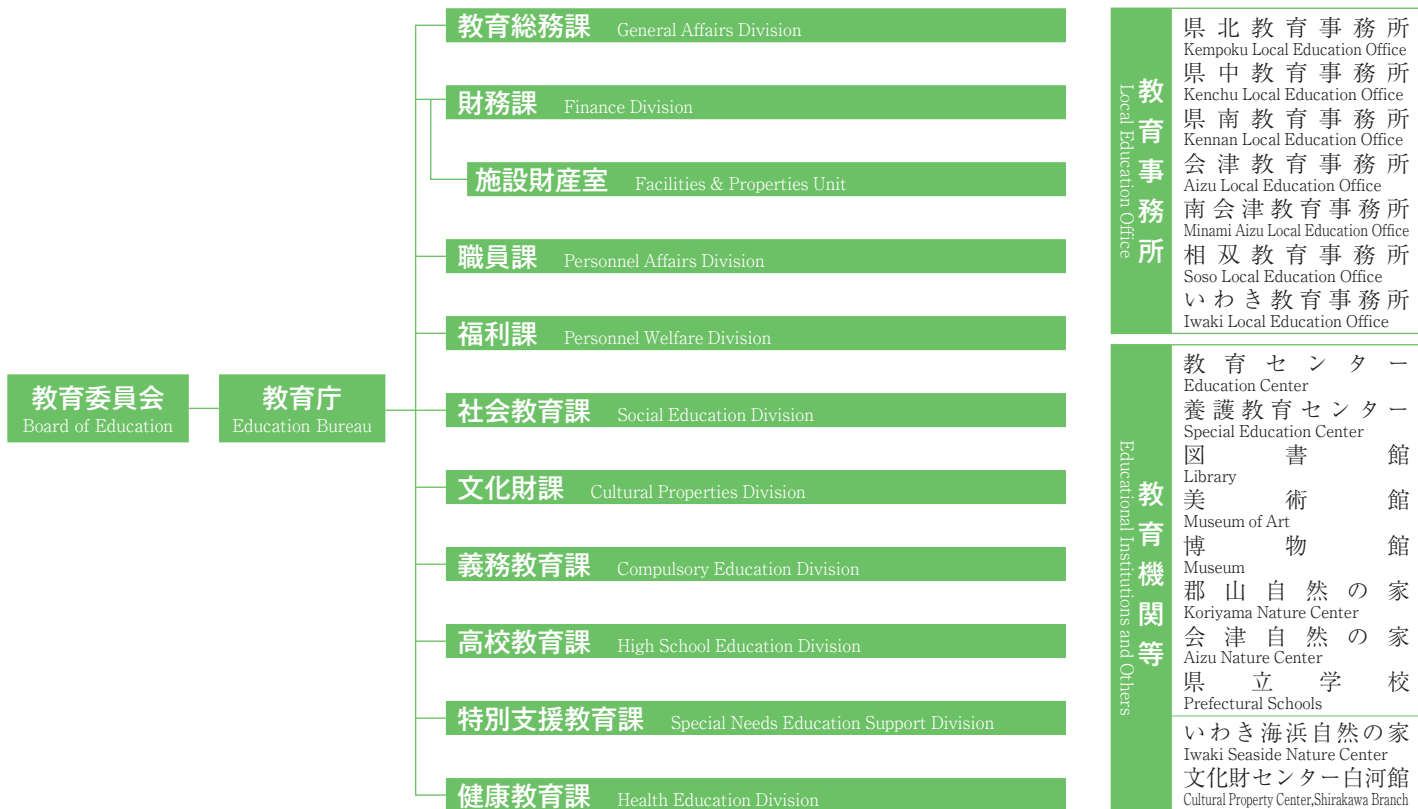 教育委員会
Board of Education
教育庁
Education Bureau
教育総務課 General Affairs Division
財務課 Finance Division
施設財産室 Facilities & Properties Unit
職員課 Personnel Affairs Division
福利課 Personnel Welfare Division
社会教育課 Social Education Division
文化財課 Cultural Properties Division
義務教育課 Compulsory Education Division
高校教育課 High School Education Division
特別支援教育課 Special Needs Education Support Division
健康教育課 Health Education Division
教育事務所
Local Education Office
県北教育事務所
Kempoku Local Education Office
県中教育事務所
Kenchu Local Education Office
県南教育事務所
Kennan Local Education Office
会津教育事務所
Aizu Local Education Office
南会津教育事務所
Minami Aizu Local Education Office
相双教育事務所
Soso Local Education Office
いわき教育事務所
Iwaki Local Education Office
教育機関等
Educational Institutions and Others
教育センター
Education Center
養護教育センター
Special Education Center
図書館
Library
美術館
Museum of Art
博物館
Museum
郡山自然の家
Koriyama Nature Center
会津自然の家
Aizu Nature Center
県立学校
Prefectural Schools
いわき海浜自然の家
Iwaki Seaside Nature Center
文化財センター白河館
Cultural Property Center,Shirakawa Branch